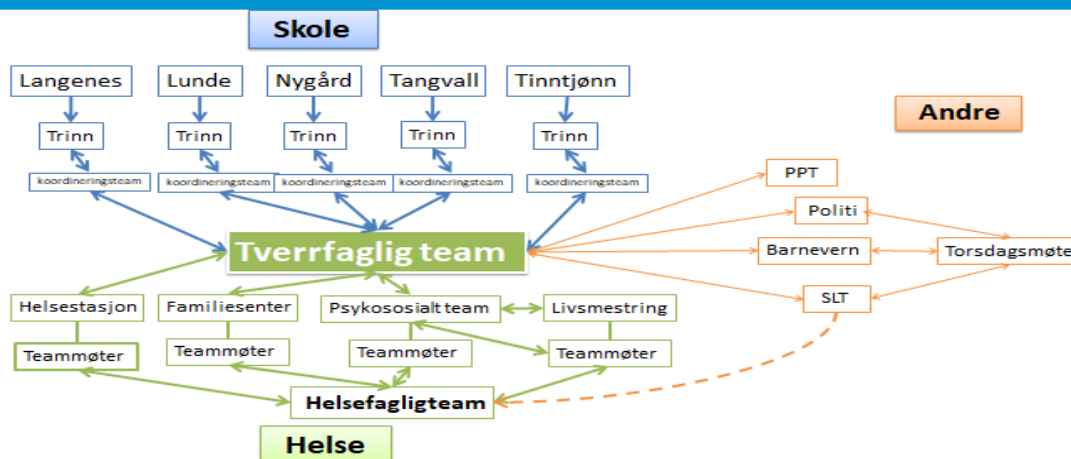 Skole
Langenes
Lunde
Nygård
Tangvall
Tinntjønn
Trinn
Trinn
Trinn
Trinn
Trinn
koordineringsteam
koordineringsteam
koordineringsteam
koordineringsteam
koordineringsteam
Andre
PPT
Politi
Barnevern
Torsdagsmøte
SLT
Tverrfaglig team
Helsestasjon
Familiesenter
Psykososialt team
Livsmestring
Teammøter
Teammøter
Teammøter
Teammøter
Helsefagligteam
Helse